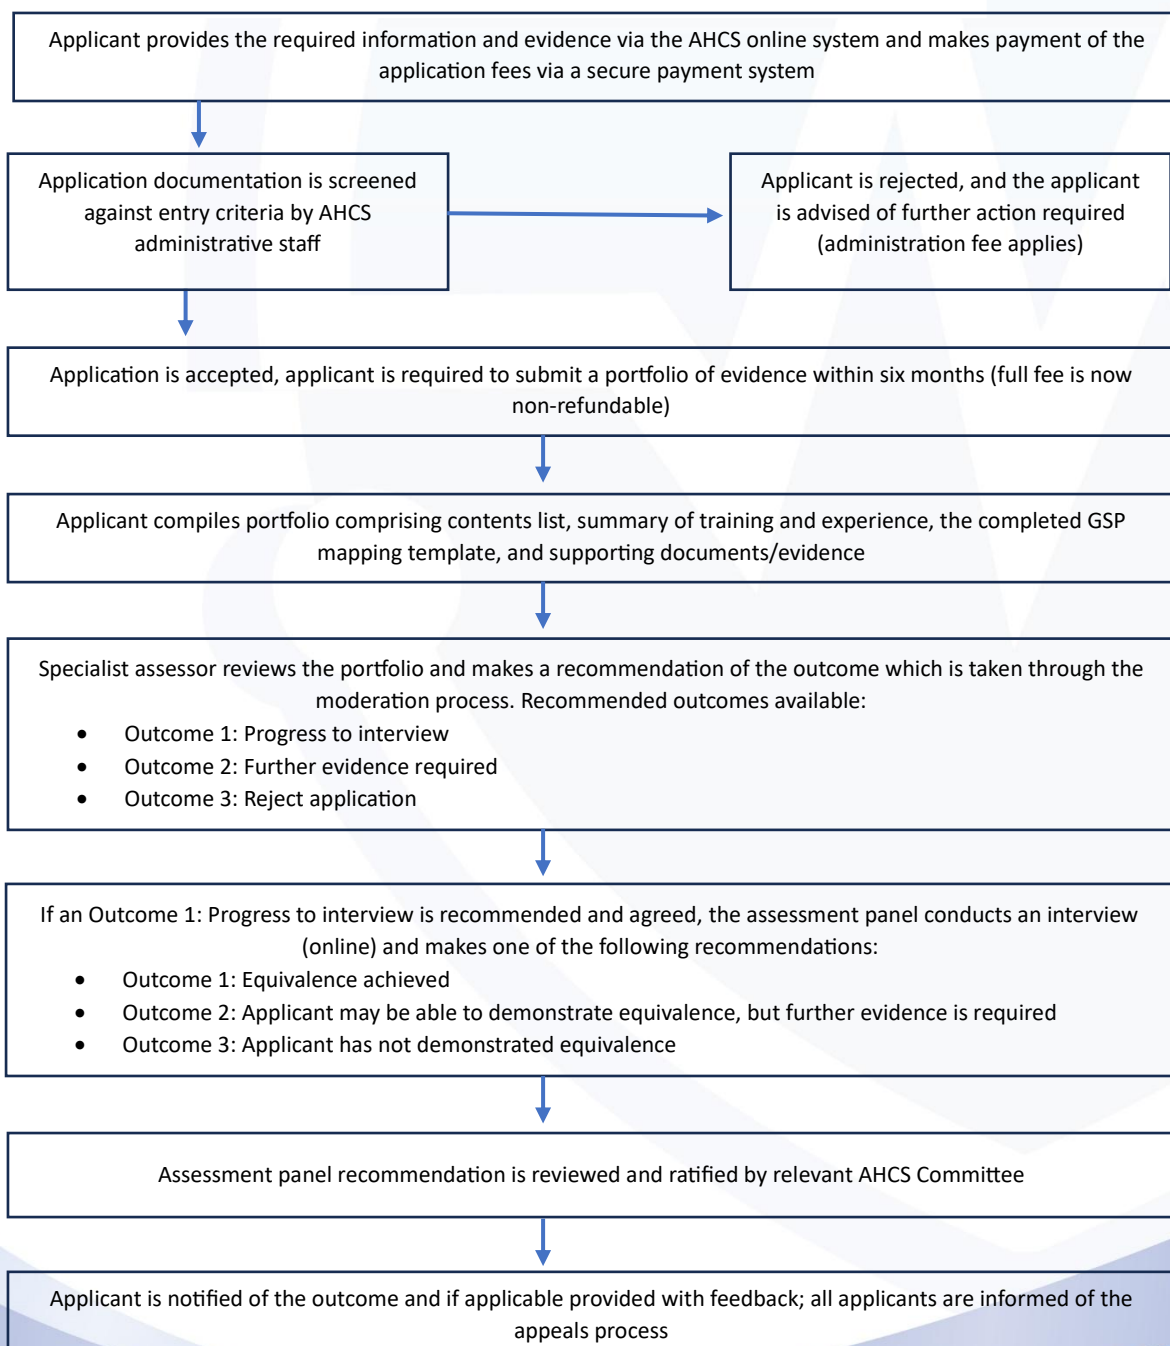 Applicant provides the required information and evidence via the AHCS online system and makes payment of the
application fees via a secure payment system
Application documentation is screened
against entry criteria by AHCS
administrative staff
Applicant is rejected, and the applicant
is advised of further action required
(administration fee applies)
Application is accepted, applicant is required to submit a portfolio of evidence within six months (full fee is now
non-refundable)
Applicant compiles portfolio comprising contents list, summary of training and experience, the completed GSP
mapping template, and supporting documents/evidence
Specialist assessor reviews the portfolio and makes a recommendation of the outcome which is taken through the
moderation process. Recommended outcomes available:
• Outcome 1: Progress to interview
• Outcome 2: Further evidence required
• Outcome 3: Reject application
If an Outcome 1: Progress to interview is recommended and agreed, the assessment panel conducts an interview
(online) and makes one of the following recommendations:
• Outcome 1: Equivalence achieved
• Outcome 2: Applicant may be able to demonstrate equivalence, but further evidence is required
• Outcome 3: Applicant has not demonstrated equivalence
Assessment panel recommendation is reviewed and ratified by relevant AHCS Committee
Applicant is notified of the outcome and if applicable provided with feedback; all applicants are informed of the
appeals process